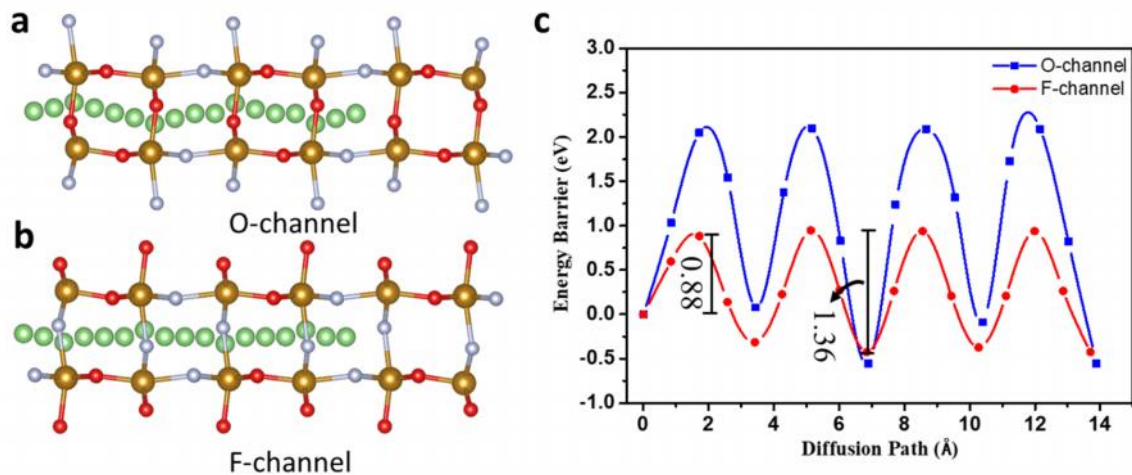 a
O-channel
b
F-channel
c
3.0
2.5
2.0
1.5
1.0
0.5
0.0
-0.5
-1.0
Energy Barrier (eV)
O-channel
F-channel
0.88
1.36
0 2 4 6 8 10 12 14
Diffusion Path (Å)